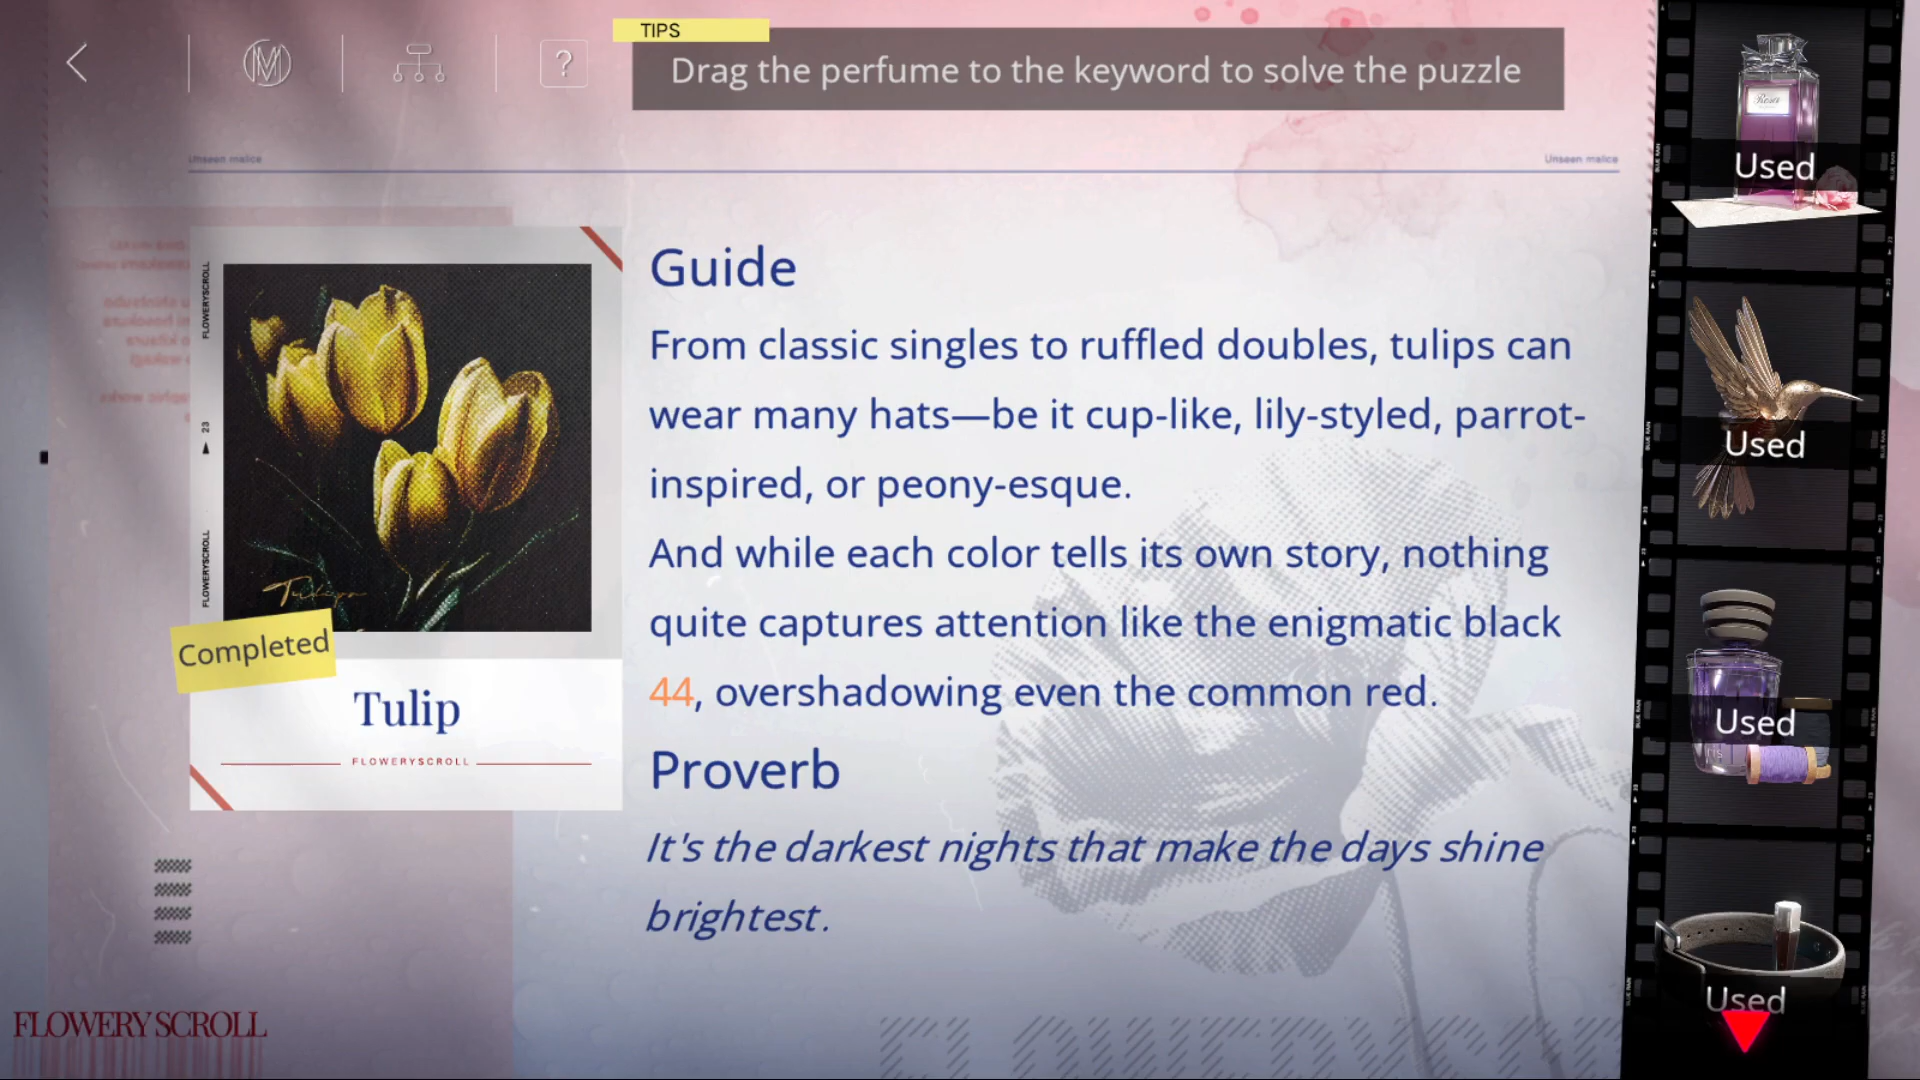 TIPS
Drag the perfume to the keyword to solve the puzzle
Unseen malice
Unseen malice
FLOWERYSCROLL
23
FLOWERYSCROLL
Completed
Tulip
FLOWERYSCROLL
Guide
From classic singles to ruffled doubles, tulips can
wear many hats—be it cup-like, lily-styled, parrot-
inspired, or peony-esque.
And while each color tells its own story, nothing
quite captures attention like the enigmatic black
44, overshadowing even the common red.
Proverb
It's the darkest nights that make the days shine
brightest.
FLOWERY SCROLL
Used
Used
Used
Used